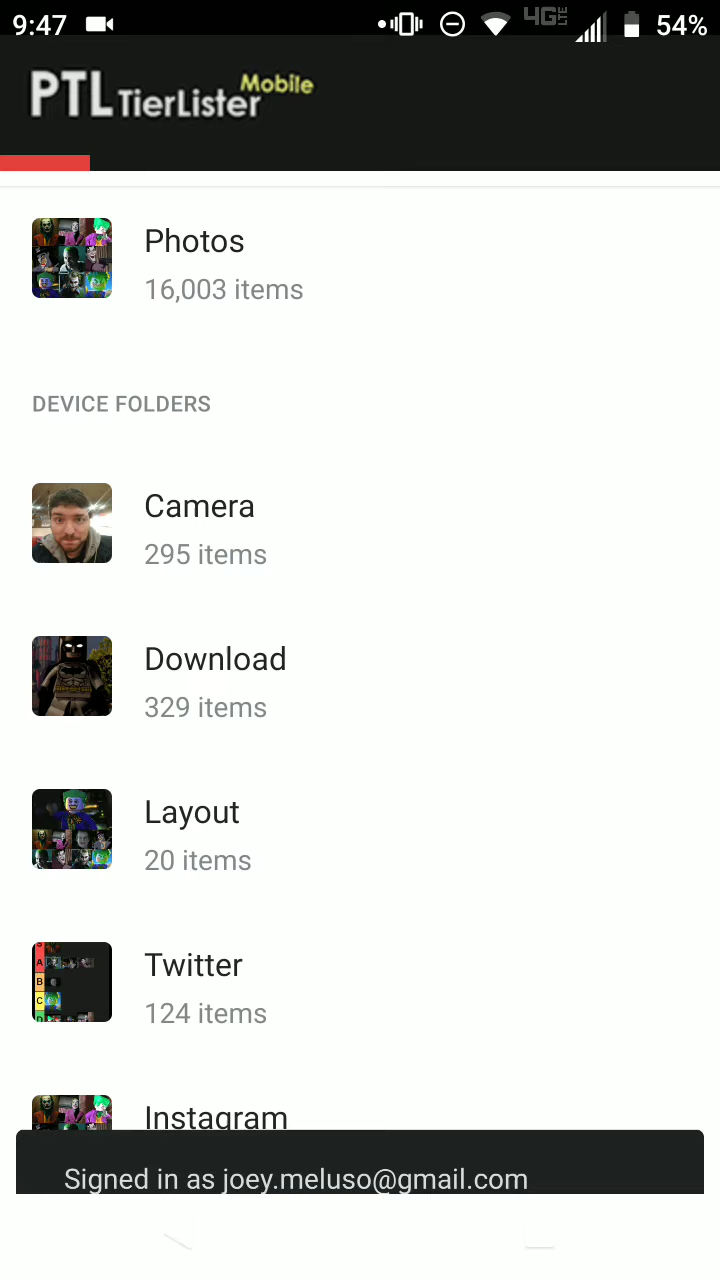 9:47
4G LTE
54%
PTL TierLister Mobile
Photos
16,003 items
DEVICE FOLDERS
Camera
295 items
Download
329 items
Layout
20 items
A
B
C
D
Twitter
124 items
Instagram
Signed in as joey.meluso@gmail.com